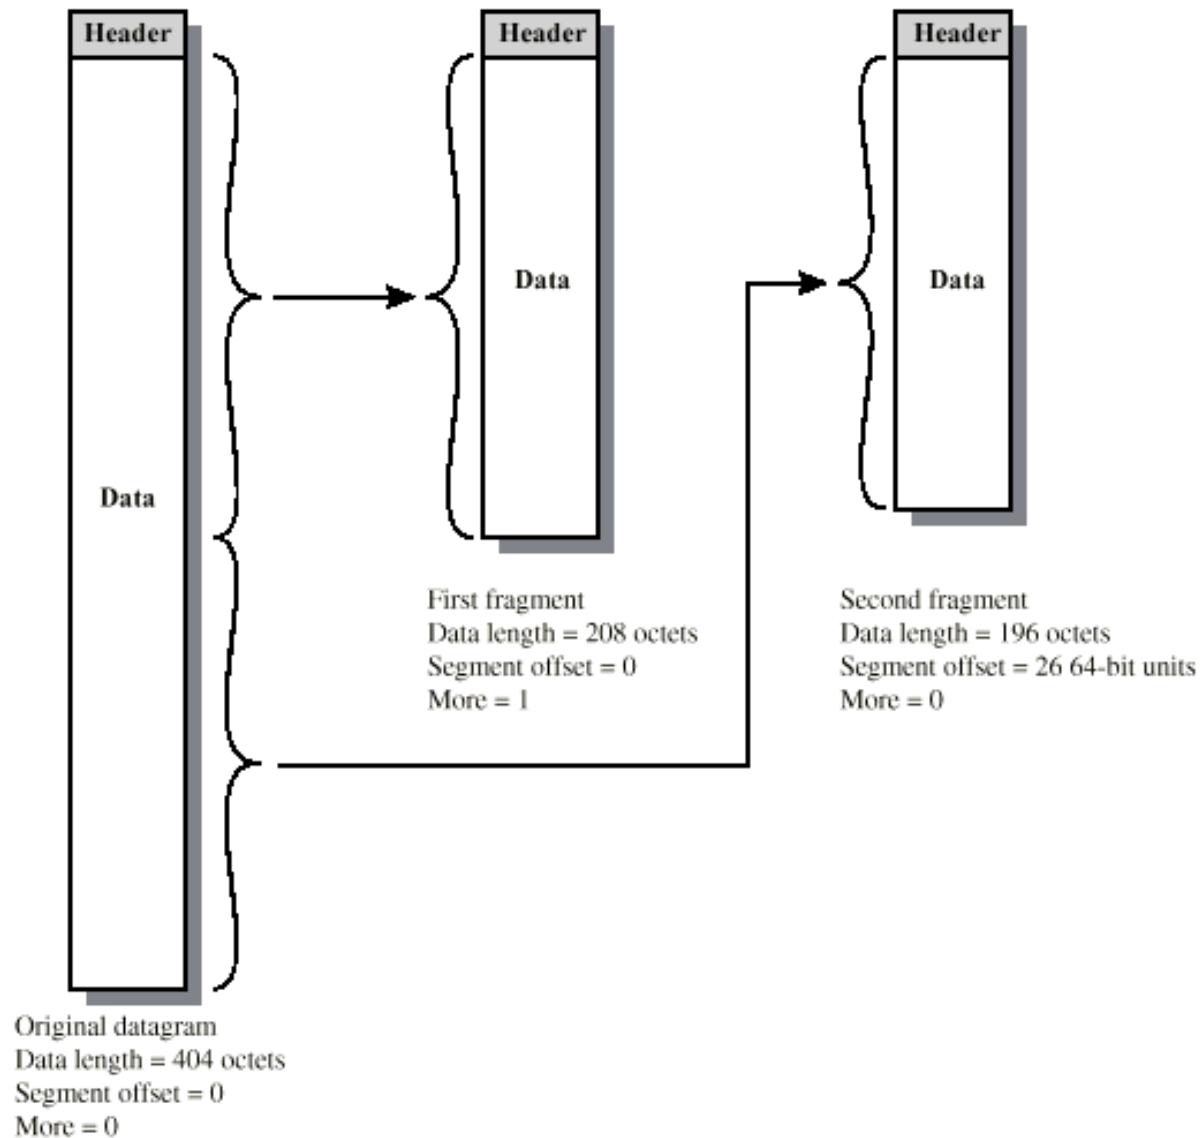 Header
Header
Header
Data
Data
Data
First fragment
Data length = 208 octets
Segment offset = 0
More = 1
Second fragment
Data length = 196 octets
Segment offset = 26 64-bit units
More = 0
Original datagram
Data length = 404 octets
Segment offset = 0
More = 0